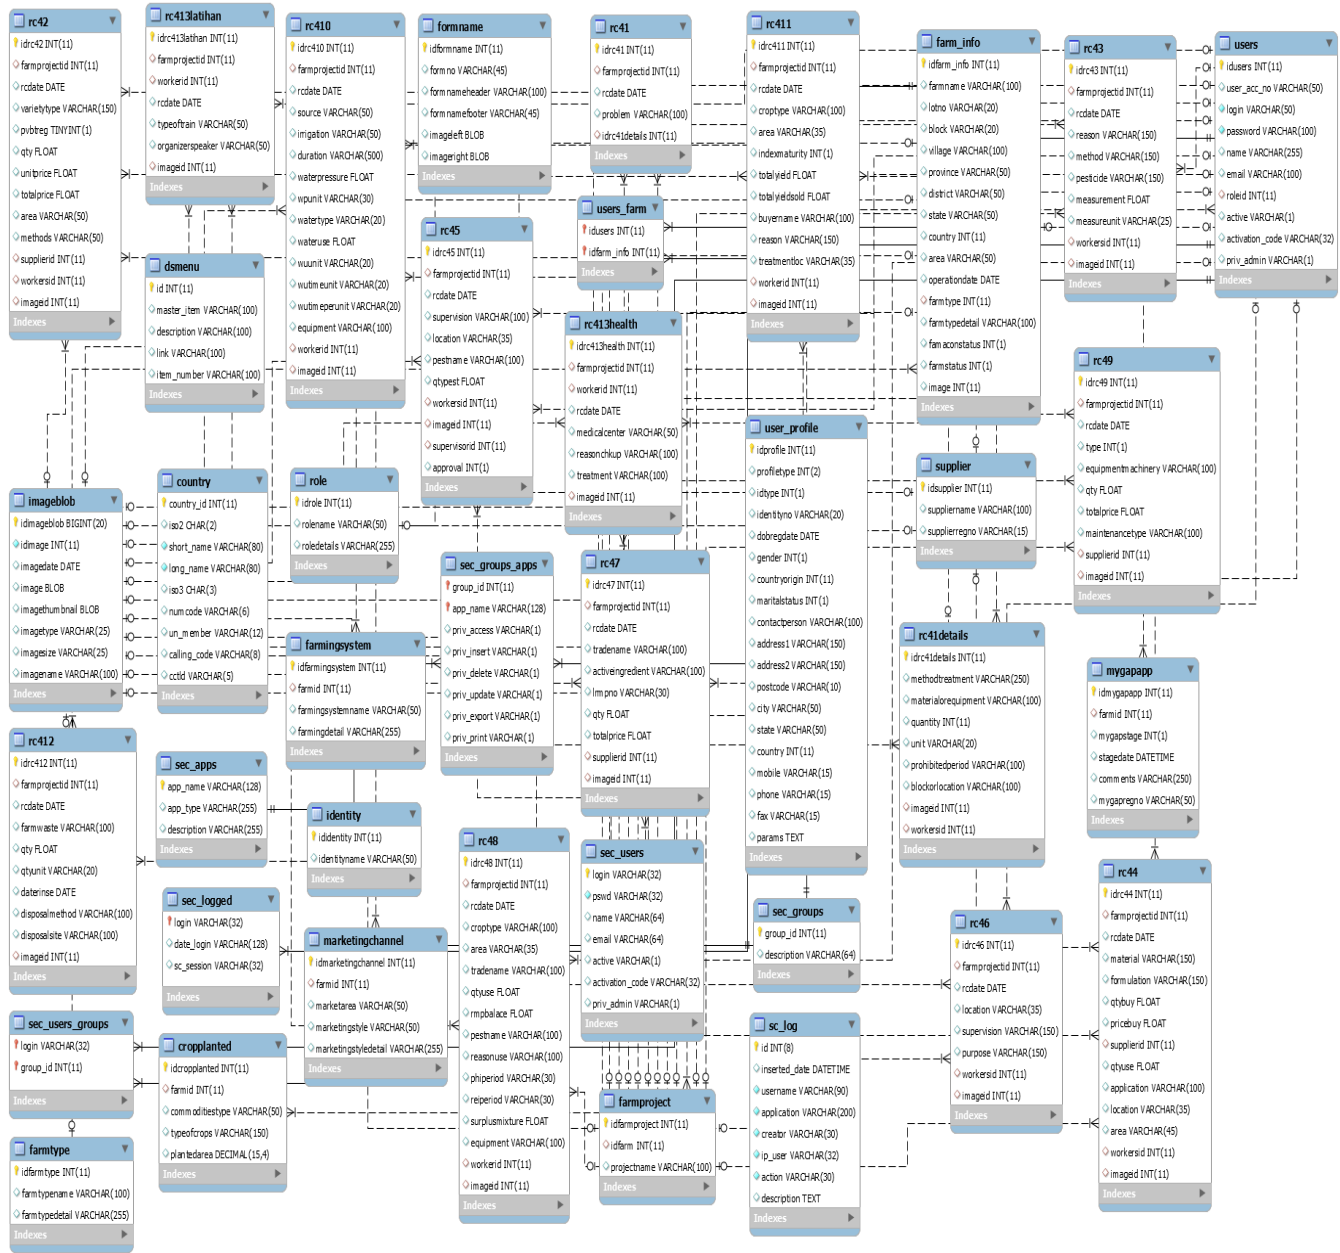 rc42
idrc42 INT(11)
farmprojectid INT(11)
rcdate DATE
varietytype VARCHAR(150)
pvbtreg TINYINT(1)
qty FLOAT
unitprice FLOAT
totalprice FLOAT
area VARCHAR(50)
methods VARCHAR(50)
supplierid INT(11)
workersid INT(11)
imageid INT(11)
Indexes
rc413latihan
idrc413latihan INT(11)
farmprojectid INT(11)
workerid INT(11)
rcdate DATE
typeoftrain VARCHAR(50)
organizerspeaker VARCHAR(50)
imageid INT(11)
Indexes
rc410
idrc410 INT(11)
farmprojectid INT(11)
rcdate DATE
source VARCHAR(50)
irrigation VARCHAR(50)
duration VARCHAR(500)
waterpressure FLOAT
wpunit VARCHAR(30)
watertype VARCHAR(20)
wateruse FLOAT
wuunit VARCHAR(20)
wutimeunit VARCHAR(20)
wutimeperunit VARCHAR(20)
equipment VARCHAR(100)
workerid INT(11)
imageid INT(11)
Indexes
formname
idformname INT(11)
formno VARCHAR(45)
formnameheader VARCHAR(100)
formnamefooter VARCHAR(45)
imageleft BLOB
imageright BLOB
Indexes
rc41
idrc41 INT(11)
farmprojectid INT(11)
rcdate DATE
problem VARCHAR(100)
idrc41details INT(11)
Indexes
rc411
idrc411 INT(11)
farmprojectid INT(11)
rcdate DATE
croptype VARCHAR(100)
area VARCHAR(35)
indexmaturity INT(1)
totalyield FLOAT
totalyieldsold FLOAT
buyername VARCHAR(100)
reason VARCHAR(150)
treatmentloc VARCHAR(35)
workerid INT(11)
imageid INT(11)
Indexes
farm_info
idfarm_info INT(11)
farmname VARCHAR(100)
lotno VARCHAR(20)
block VARCHAR(20)
village VARCHAR(100)
province VARCHAR(50)
district VARCHAR(50)
state VARCHAR(50)
country INT(11)
area VARCHAR(50)
operationdate DATE
farmtype INT(11)
farmtypedetail VARCHAR(100)
famaconstatus INT(1)
farmstatus INT(1)
image INT(11)
Indexes
rc43
idrc43 INT(11)
farmprojectid INT(11)
rcdate DATE
reason VARCHAR(150)
method VARCHAR(150)
pesticide VARCHAR(150)
measurement FLOAT
measureunit VARCHAR(25)
workersid INT(11)
imageid INT(11)
Indexes
users
idusers INT(11)
user_acc_no VARCHAR(50)
login VARCHAR(50)
password VARCHAR(100)
name VARCHAR(255)
email VARCHAR(100)
roleid INT(11)
active VARCHAR(1)
activation_code VARCHAR(32)
priv_admin VARCHAR(1)
Indexes
dsmenu
id INT(11)
master_item VARCHAR(100)
description VARCHAR(100)
link VARCHAR(100)
item_number VARCHAR(100)
Indexes
rc45
idrc45 INT(11)
farmprojectid INT(11)
rcdate DATE
supervision VARCHAR(100)
location VARCHAR(35)
pestname VARCHAR(100)
qtypest FLOAT
workersid INT(11)
imageid INT(11)
supervisorid INT(11)
approval INT(1)
Indexes
users_farm
idusers INT(11)
idfarm_info INT(11)
Indexes
rc413health
idrc413health INT(11)
farmprojectid INT(11)
workerid INT(11)
rcdate DATE
medicalcenter VARCHAR(50)
reasonchkup VARCHAR(100)
treatment VARCHAR(100)
imageid INT(11)
Indexes
user_profile
idprofile INT(11)
profiletype INT(2)
idtype INT(1)
identityno VARCHAR(20)
dobregdate DATE
gender INT(1)
countryorigin INT(11)
maritalstatus INT(1)
contactperson VARCHAR(100)
address1 VARCHAR(150)
address2 VARCHAR(150)
postcode VARCHAR(10)
city VARCHAR(50)
state VARCHAR(50)
country INT(11)
mobile VARCHAR(15)
phone VARCHAR(15)
fax VARCHAR(15)
params TEXT
Indexes
supplier
idsupplier INT(11)
suppliername VARCHAR(100)
supplierregno VARCHAR(15)
Indexes
rc49
idrc49 INT(11)
farmprojectid INT(11)
rcdate DATE
type INT(1)
equipmentmachinery VARCHAR(100)
qty FLOAT
totalprice FLOAT
maintenancetype VARCHAR(100)
supplierid INT(11)
imageid INT(11)
Indexes
imageblob
idimageblob BIGINT(20)
idimage INT(11)
imagedate DATE
image BLOB
imagethumbnail BLOB
imagetype VARCHAR(25)
imagesize VARCHAR(25)
imagename VARCHAR(100)
Indexes
country
country_id INT(11)
iso2 CHAR(2)
short_name VARCHAR(80)
long_name VARCHAR(80)
iso3 CHAR(3)
numcode VARCHAR(6)
un_member VARCHAR(12)
calling_code VARCHAR(8)
cctld VARCHAR(5)
Indexes
role
idrole INT(11)
rolename VARCHAR(50)
roledetails VARCHAR(255)
Indexes
sec_groups_apps
group_id INT(11)
app_name VARCHAR(128)
priv_access VARCHAR(1)
priv_insert VARCHAR(1)
priv_delete VARCHAR(1)
priv_update VARCHAR(1)
priv_export VARCHAR(1)
priv_print VARCHAR(1)
Indexes
rc47
idrc47 INT(11)
farmprojectid INT(11)
rcdate DATE
tradename VARCHAR(100)
activeingredient VARCHAR(100)
lmpno VARCHAR(30)
qty FLOAT
totalprice FLOAT
supplierid INT(11)
imageid INT(11)
Indexes
farmingsystem
idfarmingsystem INT(11)
farmid INT(11)
farmingsystemname VARCHAR(50)
farmingdetail VARCHAR(255)
Indexes
rc41details
idrc41details INT(11)
methodtreatment VARCHAR(250)
materialorequipment VARCHAR(100)
quantity INT(11)
unit VARCHAR(20)
prohibitedperiod VARCHAR(100)
blockorlocation VARCHAR(100)
imageid INT(11)
workersid INT(11)
Indexes
mygapapp
idmygapapp INT(11)
farmid INT(11)
mygapstage INT(1)
stagedate DATETIME
comments VARCHAR(250)
mygapregno VARCHAR(50)
Indexes
rc412
idrc412 INT(11)
farmprojectid INT(11)
rcdate DATE
farmwaste VARCHAR(100)
qty FLOAT
qtyunit VARCHAR(20)
daterinse DATE
disposalmethod VARCHAR(100)
disposalsite VARCHAR(100)
imageid INT(11)
Indexes
sec_apps
app_name VARCHAR(128)
app_type VARCHAR(255)
description VARCHAR(255)
Indexes
identity
ididentity INT(11)
identityname VARCHAR(50)
Indexes
rc48
idrc48 INT(11)
farmprojectid INT(11)
rcdate DATE
croptype VARCHAR(100)
area VARCHAR(35)
tradename VARCHAR(100)
qtyuse FLOAT
rmpbalace FLOAT
pestname VARCHAR(100)
reasonuse VARCHAR(100)
phiperiod VARCHAR(30)
reiperiod VARCHAR(30)
surplusmixture FLOAT
equipment VARCHAR(100)
workerid INT(11)
imageid INT(11)
Indexes
sec_users
login VARCHAR(32)
pswd VARCHAR(32)
name VARCHAR(64)
email VARCHAR(64)
active VARCHAR(1)
activation_code VARCHAR(32)
priv_admin VARCHAR(1)
Indexes
sec_logged
login VARCHAR(32)
date_login VARCHAR(128)
sc_session VARCHAR(32)
Indexes
marketingchannel
idmarketingchannel INT(11)
farmid INT(11)
marketarea VARCHAR(50)
marketingstyle VARCHAR(50)
marketingstyledetail VARCHAR(255)
Indexes
sec_groups
group_id INT(11)
description VARCHAR(64)
Indexes
rc46
idrc46 INT(11)
farmprojectid INT(11)
rcdate DATE
location VARCHAR(35)
supervision VARCHAR(150)
purpose VARCHAR(150)
workersid INT(11)
imageid INT(11)
Indexes
rc44
idrc44 INT(11)
farmprojectid INT(11)
rcdate DATE
material VARCHAR(150)
formulation VARCHAR(150)
qtybuy FLOAT
pricebuy FLOAT
supplierid INT(11)
qtyuse FLOAT
application VARCHAR(100)
location VARCHAR(35)
area VARCHAR(45)
workersid INT(11)
imageid INT(11)
Indexes
sec_users_groups
login VARCHAR(32)
group_id INT(11)
Indexes
cropplanted
idcropplanted INT(11)
farmid INT(11)
commoditiestype VARCHAR(50)
typeofcrops VARCHAR(150)
plantedarea DECIMAL(15,4)
Indexes
farmproject
idfarmproject INT(11)
idfarm INT(11)
projectname VARCHAR(100)
Indexes
sc_log
id INT(8)
inserted_date DATETIME
username VARCHAR(90)
application VARCHAR(200)
creator VARCHAR(30)
ip_user VARCHAR(32)
action VARCHAR(30)
description TEXT
Indexes
farmtype
idfarmtype INT(11)
farmtypename VARCHAR(100)
farmtypedetail VARCHAR(255)
Indexes